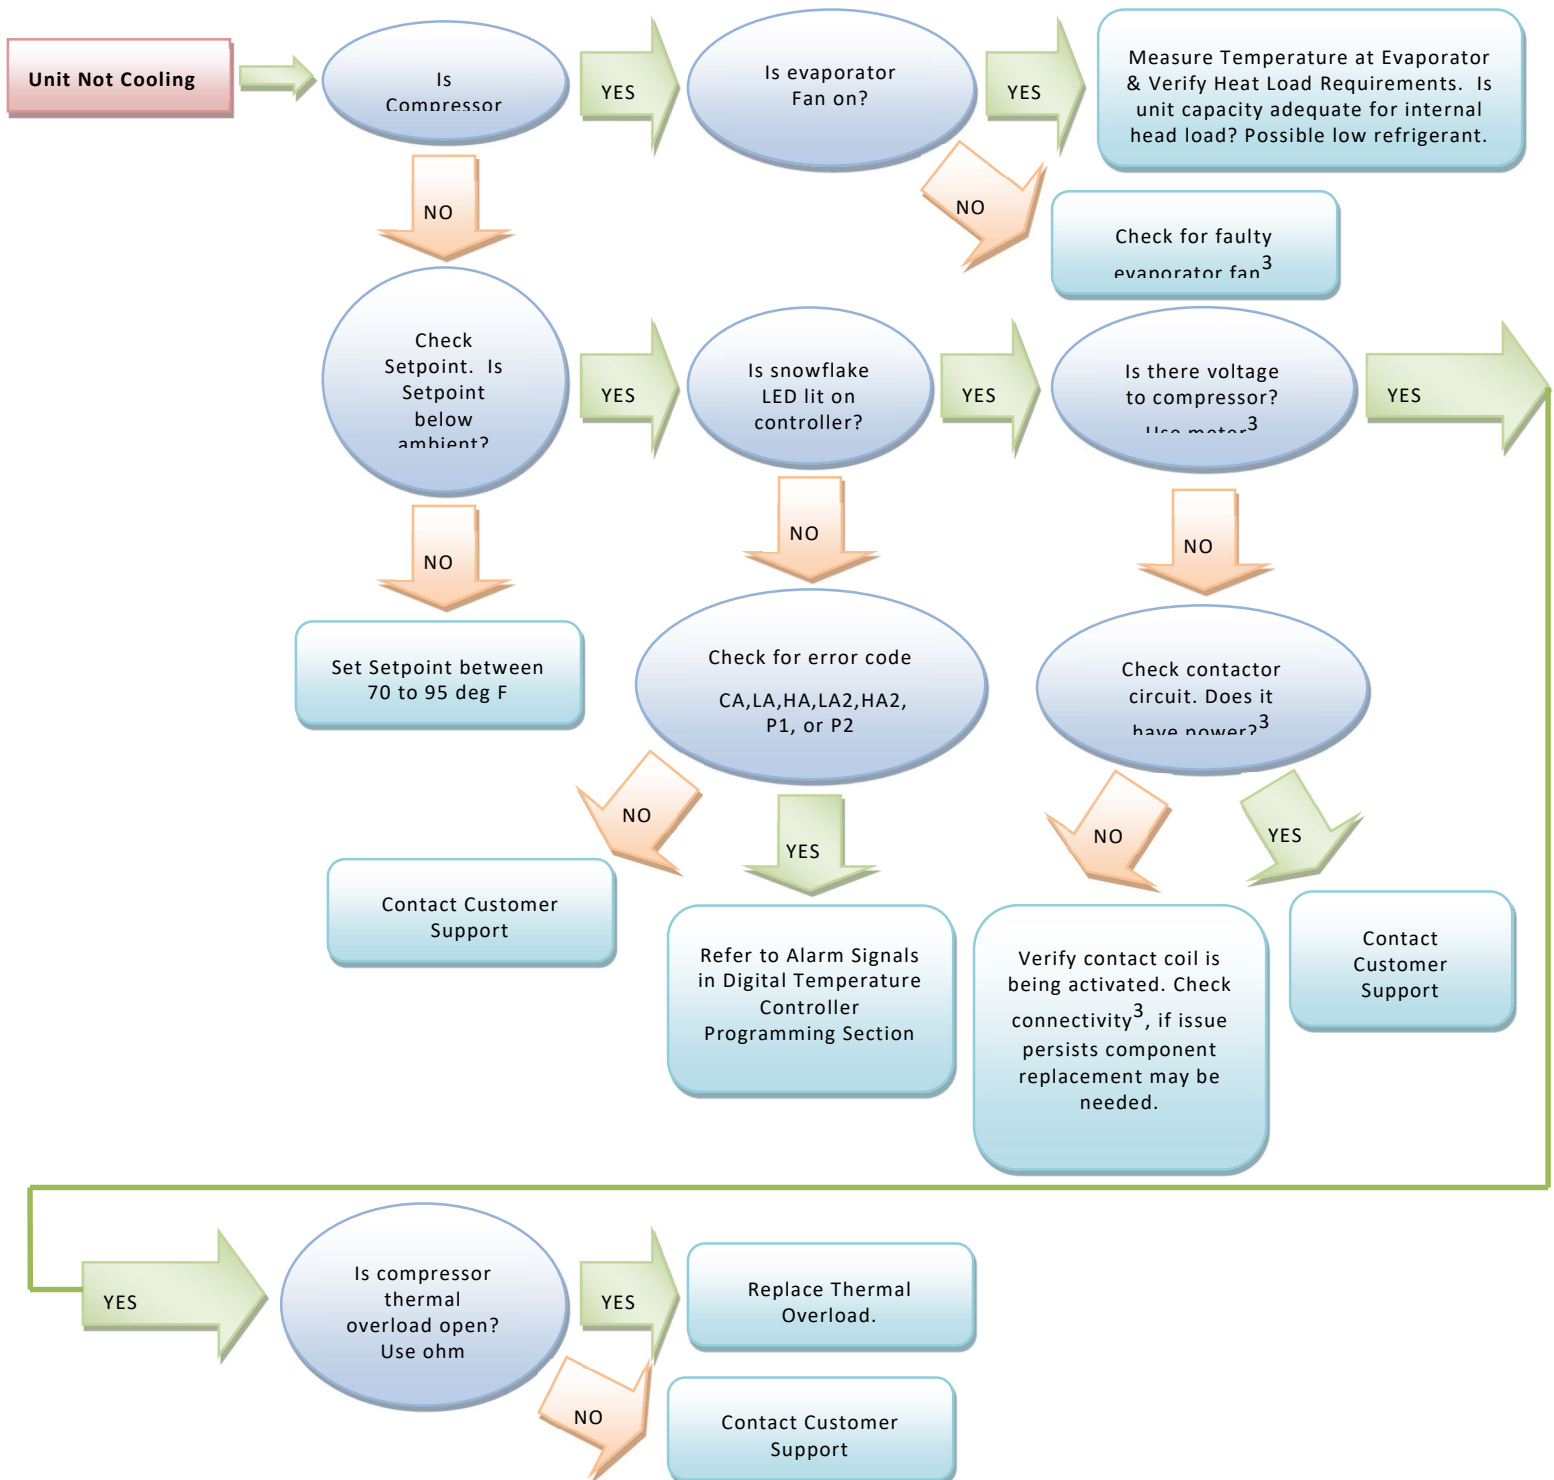 Unit Not Cooling
Is
Compressor
YES
Is evaporator
Fan on?
YES
Measure Temperature at Evaporator
& Verify Heat Load Requirements. Is
unit capacity adequate for internal
head load? Possible low refrigerant.
NO
NO
Check for faulty
evaporator fan3
Check
Setpoint. Is
Setpoint
below
ambient?
YES
Is snowflake
LED lit on
controller?
YES
Is there voltage
to compressor?
Use meter3
YES
NO
NO
NO
Set Setpoint between
70 to 95 deg F
Check for error code
CA,LA,HA,LA2,HA2,
P1, or P2
Check contactor
circuit. Does it
have power?3
NO
YES
NO
YES
Contact Customer
Support
Refer to Alarm Signals
in Digital Temperature
Controller
Programming Section
Verify contact coil is
being activated. Check
connectivity3, if issue
persists component
replacement may be
needed.
Contact
Customer
Support
YES
Is compressor
thermal
overload open?
Use ohm
YES
Replace Thermal
Overload.
NO
Contact Customer
Support